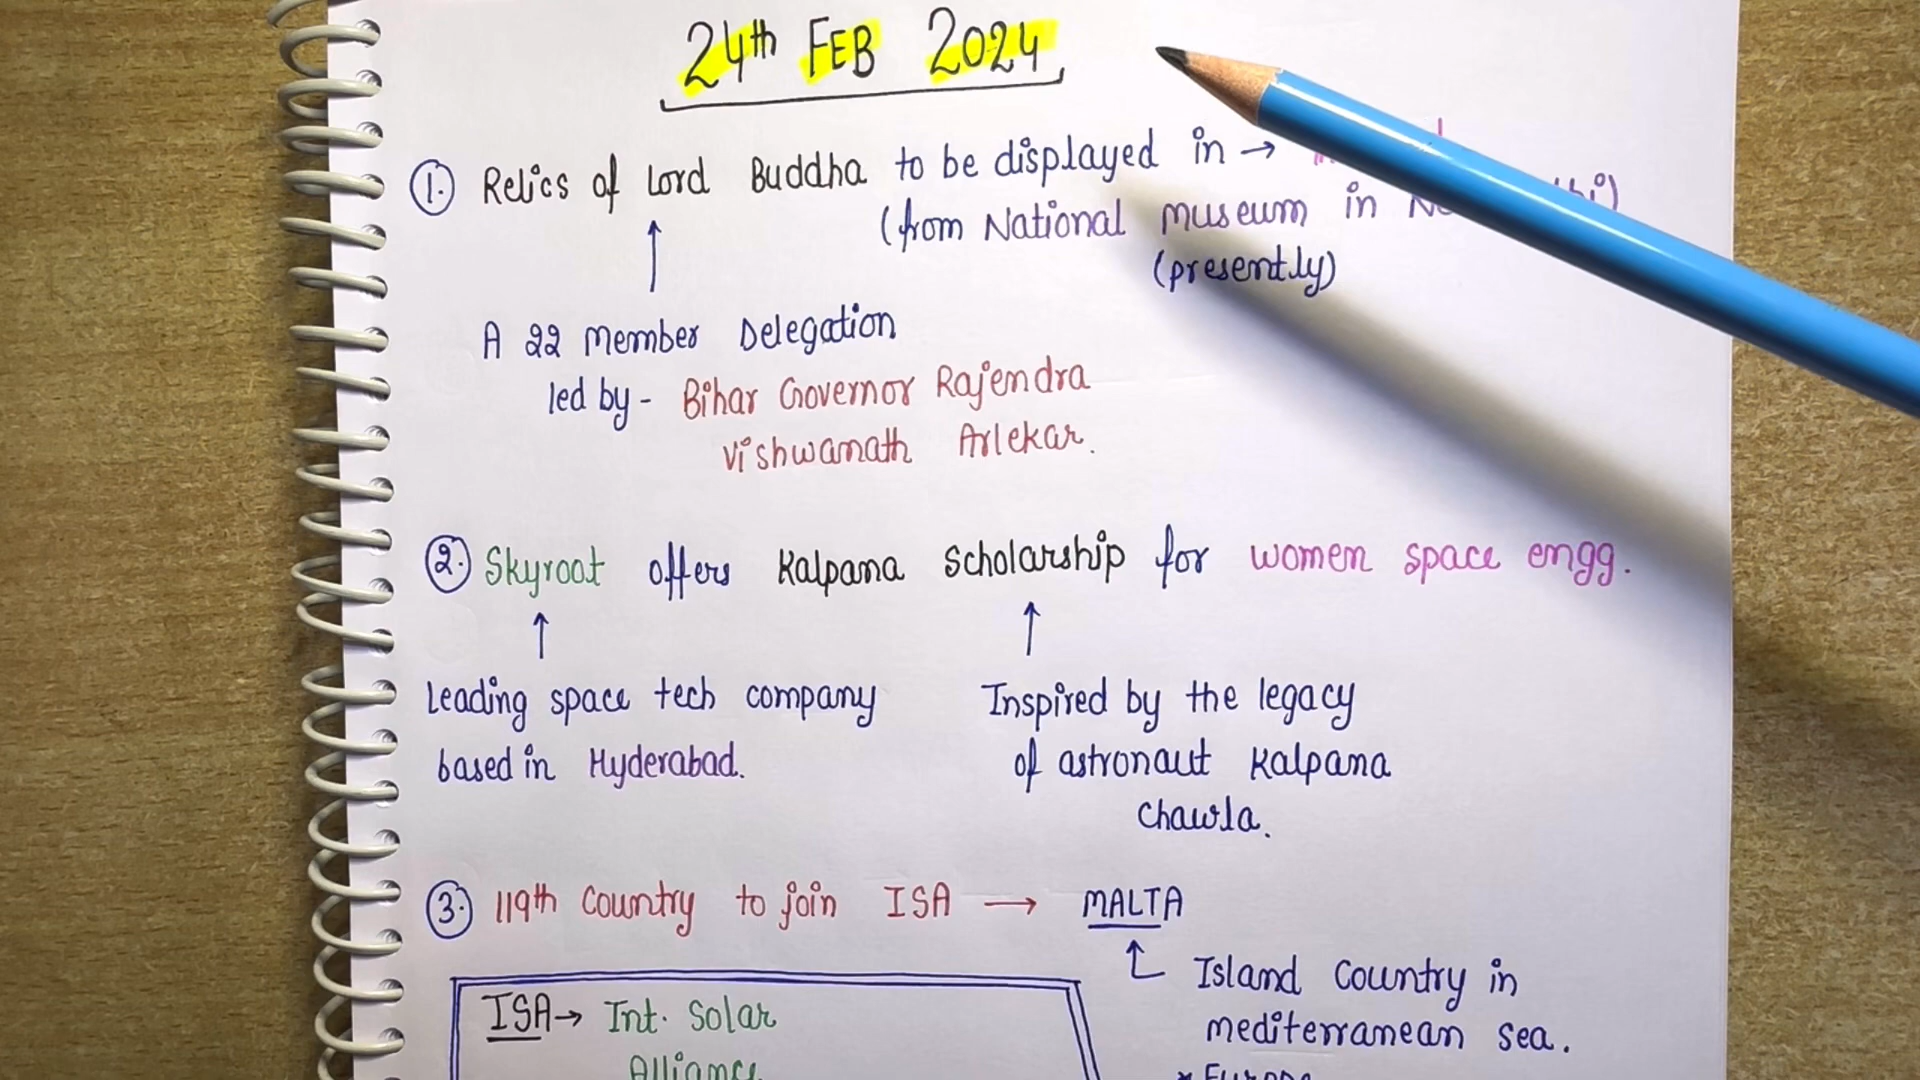 24th FEB 2024
1. Relics of Lord Buddha to be displayed in →
(from National museum in
(presently)
↑
A 22 Member Delegation
led by - Bihar Governor Rajendra
Vishwanath Arlekar.
2. Skyroot offers Kalpana Scholarship for women space engg.
↑ ↑
Leading space tech company
based in Hyderabad.
Inspired by the legacy
of astronaut Kalpana
Chawla.
3. 119th Country to join ISA → MALTA
Island Country in
mediterranean sea.
* Europe
ISA → Int. Solar
Alliance